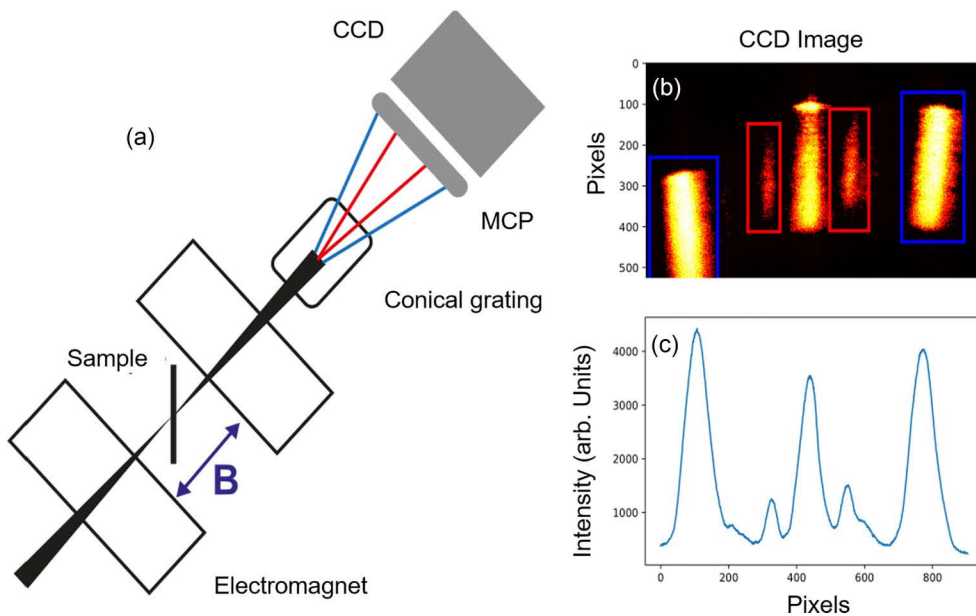 CCD
(a)
MCP
Conical grating
Sample
B
Electromagnet
CCD Image
(b)
Pixels
0
100
200
300
400
500
(c)
Intensity (arb. Units)
4000
3000
2000
1000
0
200
400
600
800
Pixels